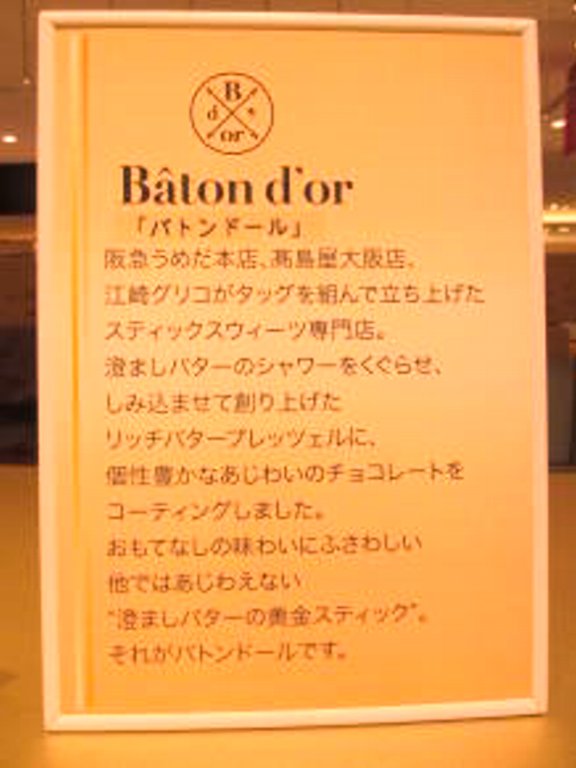 B
d'
or
Bâton d'or
「バトンドール」
阪急うめだ本店、髙島屋大阪店、
江崎グリコがタッグを組んで立ち上げた
スティックスウィーツ専門店。
澄ましバターのシャワーをくぐらせ、
しみ込ませて創り上げた
リッチバタープレッツェルに、
個性豊かなあじわいのチョコレートを
コーティングしました。
おもてなしの味わいにふさわしい
他ではあじわえない
“澄ましバターの黄金スティック”。
それがバトンドールです。